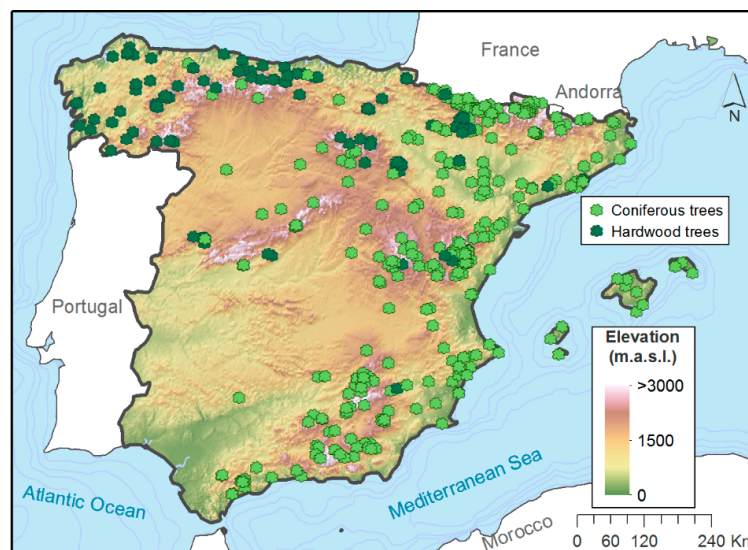 France
Andorra
N
Coniferous trees
Hardwood trees
Portugal
Elevation
(m.a.s.l.)
>3000
1500
0
Mediterranean Sea
Atlantic Ocean
Morocco
0 60 120 240 Km